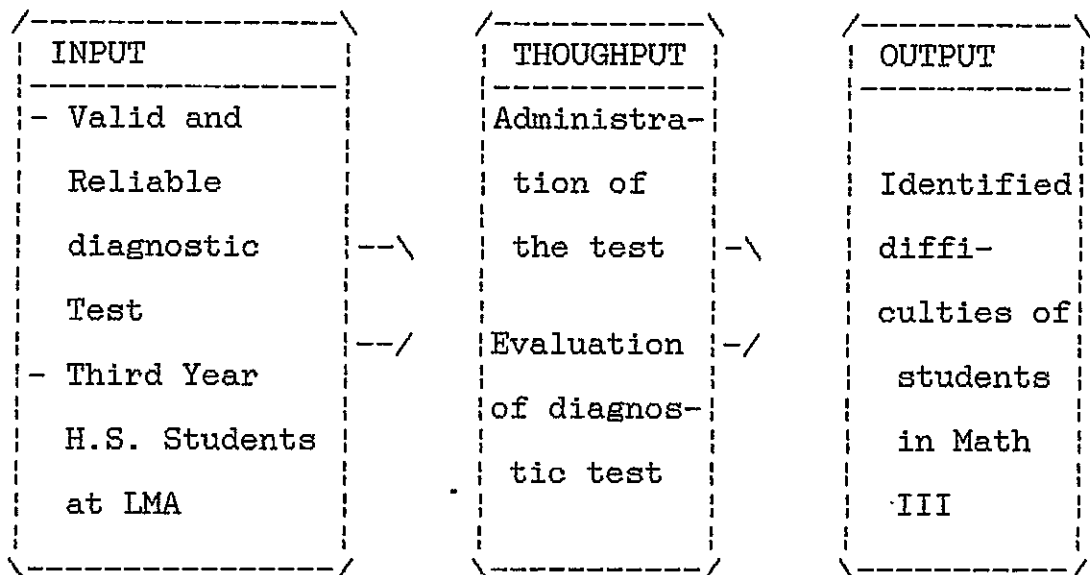 INPUT
- Valid and
Reliable
diagnostic
Test
- Third Year
H.S. Students
at LMA
THOUGHPUT
Administra-
tion of
the test
Evaluation
of diagnos-
tic test
OUTPUT
Identified
diffi-
culties of
students
in Math
III